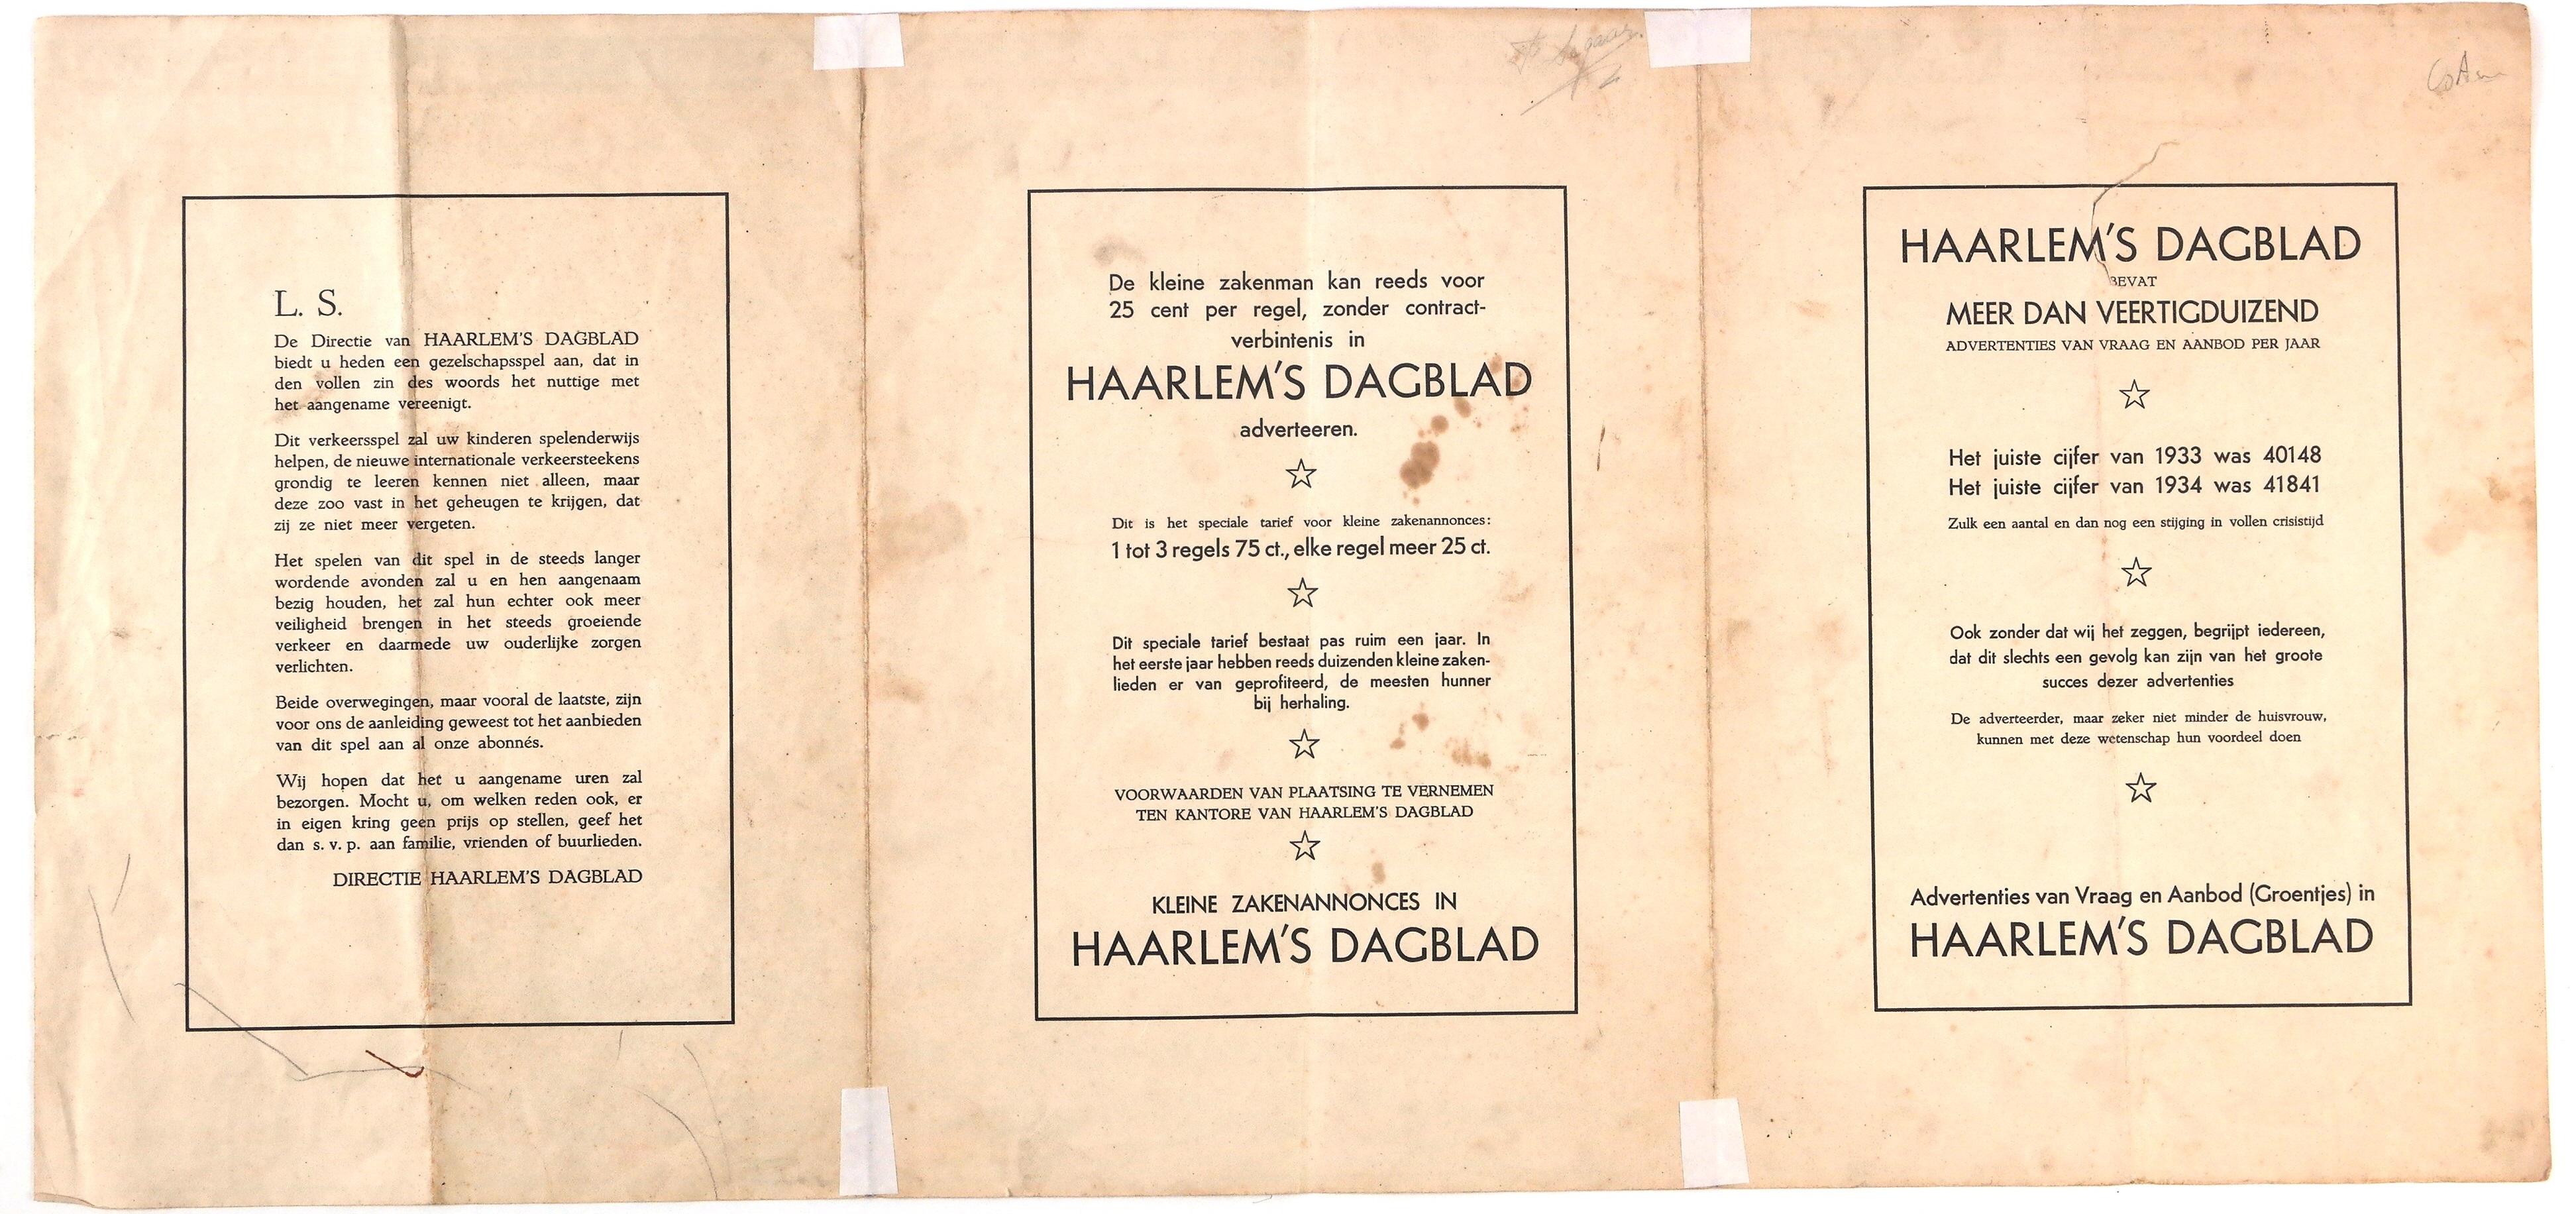 L. S.
De Directie van HAARLEM'S DAGBLAD
biedt u heden een gezelschapsspel aan, dat in
den vollen zin des woords het nuttige met
het aangename vereenigt.
Dit verkeersspel zal uw kinderen spelenderwijs
helpen, de nieuwe internationale verkeersteekens
grondig te leeren kennen niet alleen, maar
deze zoo vast in het geheugen te krijgen, dat
zij ze niet meer vergeten.
Het spelen van dit spel in de steeds langer
wordende avonden zal u en hen aangenaam
bezig houden, het zal hun echter ook meer
veiligheid brengen in het steeds groeiende
verkeer en daarmede uw ouderlijke zorgen
verlichten.
Beide overwegingen, maar vooral de laatste, zijn
voor ons de aanleiding geweest tot het aanbieden
van dit spel aan al onze abonnés.
Wij hopen dat het u aangename uren zal
bezorgen. Mocht u, om welken reden ook, er
in eigen kring geen prijs op stellen, geef het
dan s. v. p. aan familie, vrienden of buurlieden.
DIRECTIE HAARLEM'S DAGBLAD
De kleine zakenman kan reeds voor
25 cent per regel, zonder contract-
verbintenis in
HAARLEM'S DAGBLAD
adverteeren.
Dit is het speciale tarief voor kleine zakenannonces:
1 tot 3 regels 75 ct., elke regel meer 25 ct.
Dit speciale tarief bestaat pas ruim een jaar. In
het eerste jaar hebben reeds duizenden kleine zaken-
lieden er van geprofiteerd, de meesten hunner
bij herhaling.
VOORWAARDEN VAN PLAATSING TE VERNEMEN
TEN KANTORE VAN HAARLEM'S DAGBLAD
KLEINE ZAKENANNONCES IN
HAARLEM'S DAGBLAD
HAARLEM'S DAGBLAD
BEVAT
MEER DAN VEERTIGDUIZEND
ADVERTENTIES VAN VRAAG EN AANBOD PER JAAR
Het juiste cijfer van 1933 was 40148
Het juiste cijfer van 1934 was 41841
Zulk een aantal en dan nog een stijging in vollen crisistijd
Ook zonder dat wij het zeggen, begrijpt iedereen,
dat dit slechts een gevolg kan zijn van het groote
succes dezer advertenties
De adverteerder, maar zeker niet minder de huisvrouw,
kunnen met deze wetenschap hun voordeel doen
Advertenties van Vraag en Aanbod (Groentjes) in
HAARLEM'S DAGBLAD